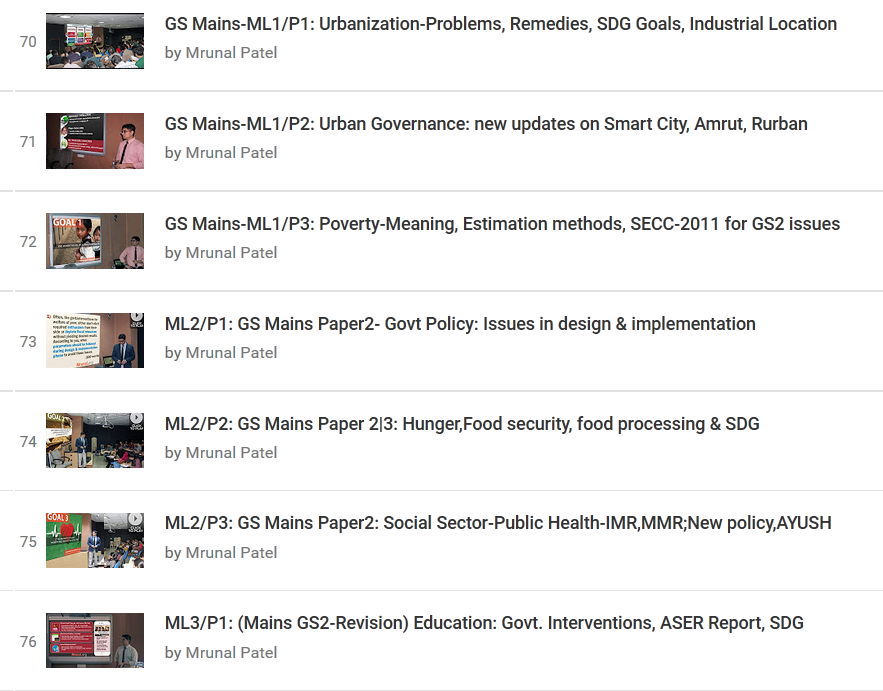 70
GS Mains-ML1/P1: Urbanization-Problems, Remedies, SDG Goals, Industrial Location
by Mrunal Patel
71
GS Mains-ML1/P2: Urban Governance: new updates on Smart City, Amrut, Rurban
by Mrunal Patel
72
GOAL 1
GS Mains-ML1/P3: Poverty-Meaning, Estimation methods, SECC-2011 for GS2 issues
by Mrunal Patel
73
ML2/P1: GS Mains Paper2- Govt Policy: Issues in design & implementation
by Mrunal Patel
74
GOAL 2
ML2/P2: GS Mains Paper 2|3: Hunger,Food security, food processing & SDG
by Mrunal Patel
75
GOAL 3
ML2/P3: GS Mains Paper2: Social Sector-Public Health-IMR,MMR;New policy,AYUSH
by Mrunal Patel
76
ML3/P1: (Mains GS2-Revision) Education: Govt. Interventions, ASER Report, SDG
by Mrunal Patel